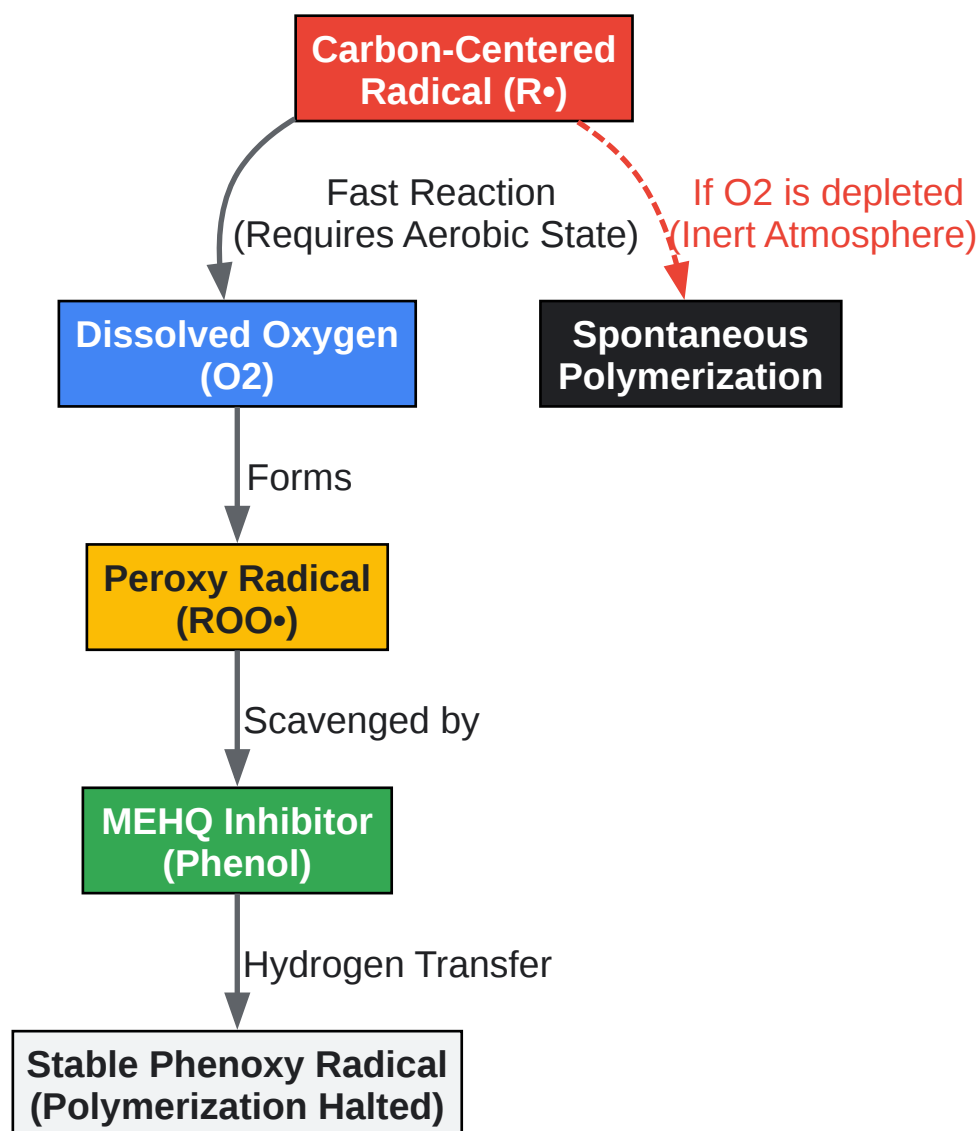 Carbon-Centered
Radical (R•)
Fast Reaction
(Requires Aerobic State)
If O2 is depleted
(Inert Atmosphere)
Dissolved Oxygen
(O2)
Spontaneous
Polymerization
Forms
Peroxy Radical
(ROO•)
Scavenged by
MEHQ Inhibitor
(Phenol)
Hydrogen Transfer
Stable Phenoxy Radical
(Polymerization Halted)